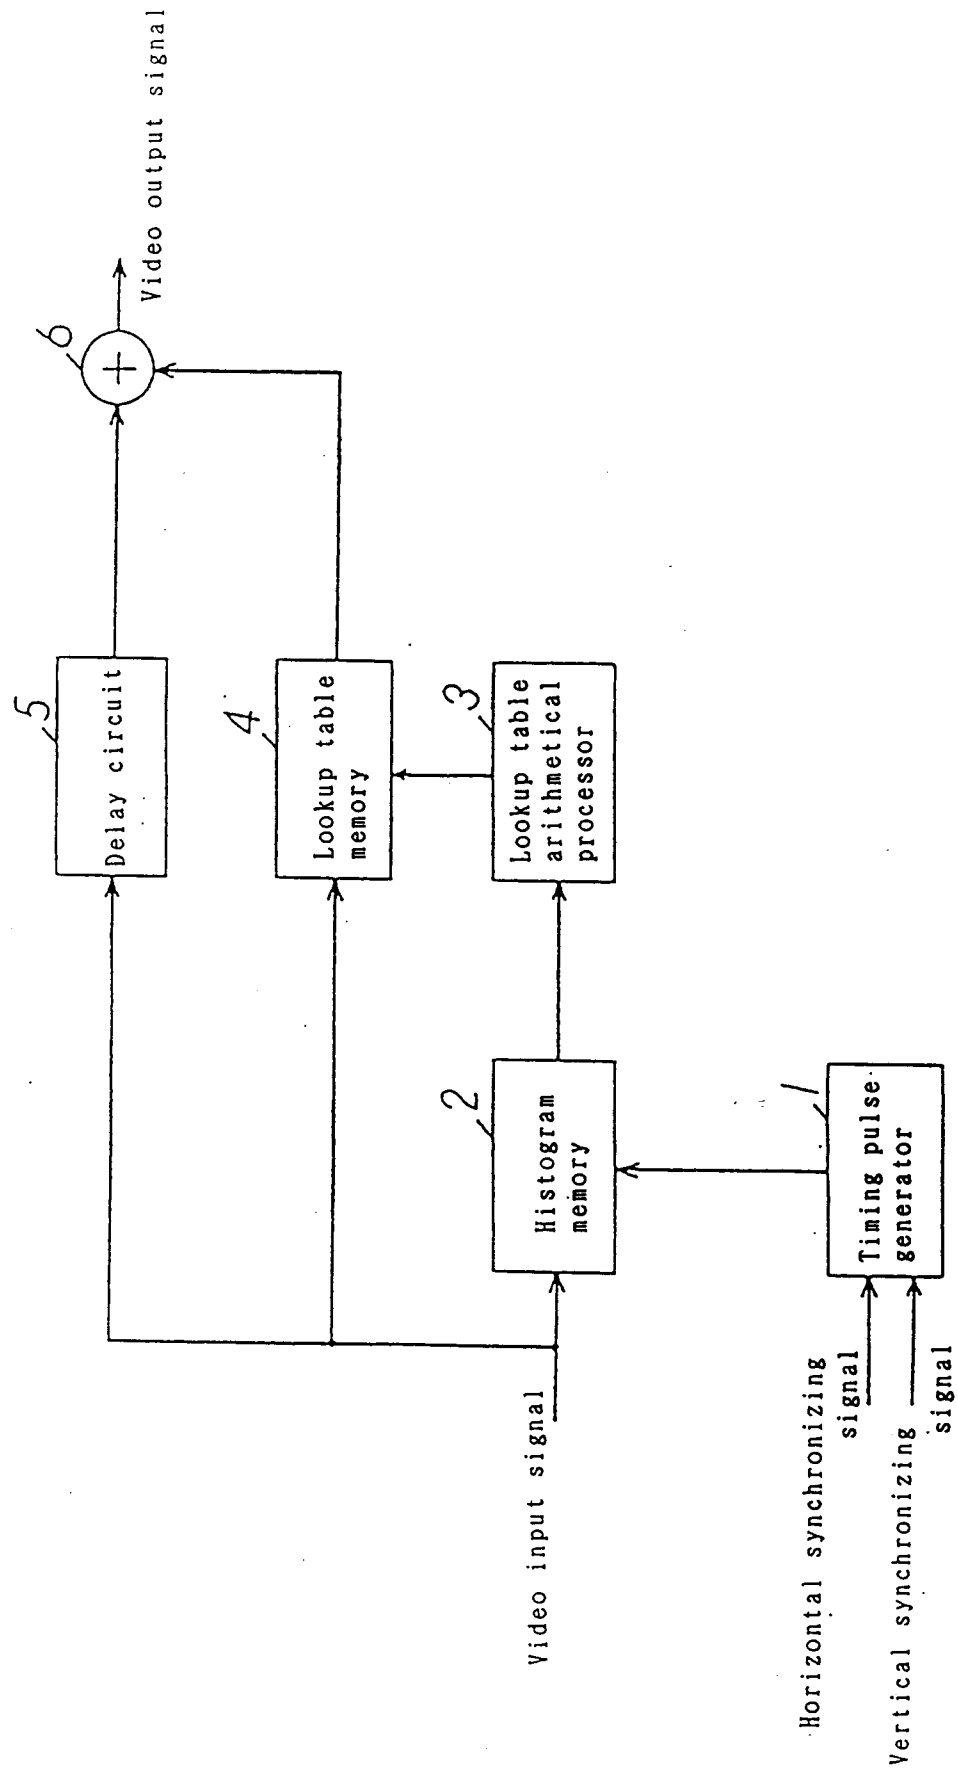 Video output signal
6
5
Delay circuit
4
Lookup table
memory
3
Lookup table
arithmetical
processor
2
Histogram
memory
1
Timing pulse
generator
Video input signal
Horizontal synchronizing
signal
Vertical synchronizing
signal